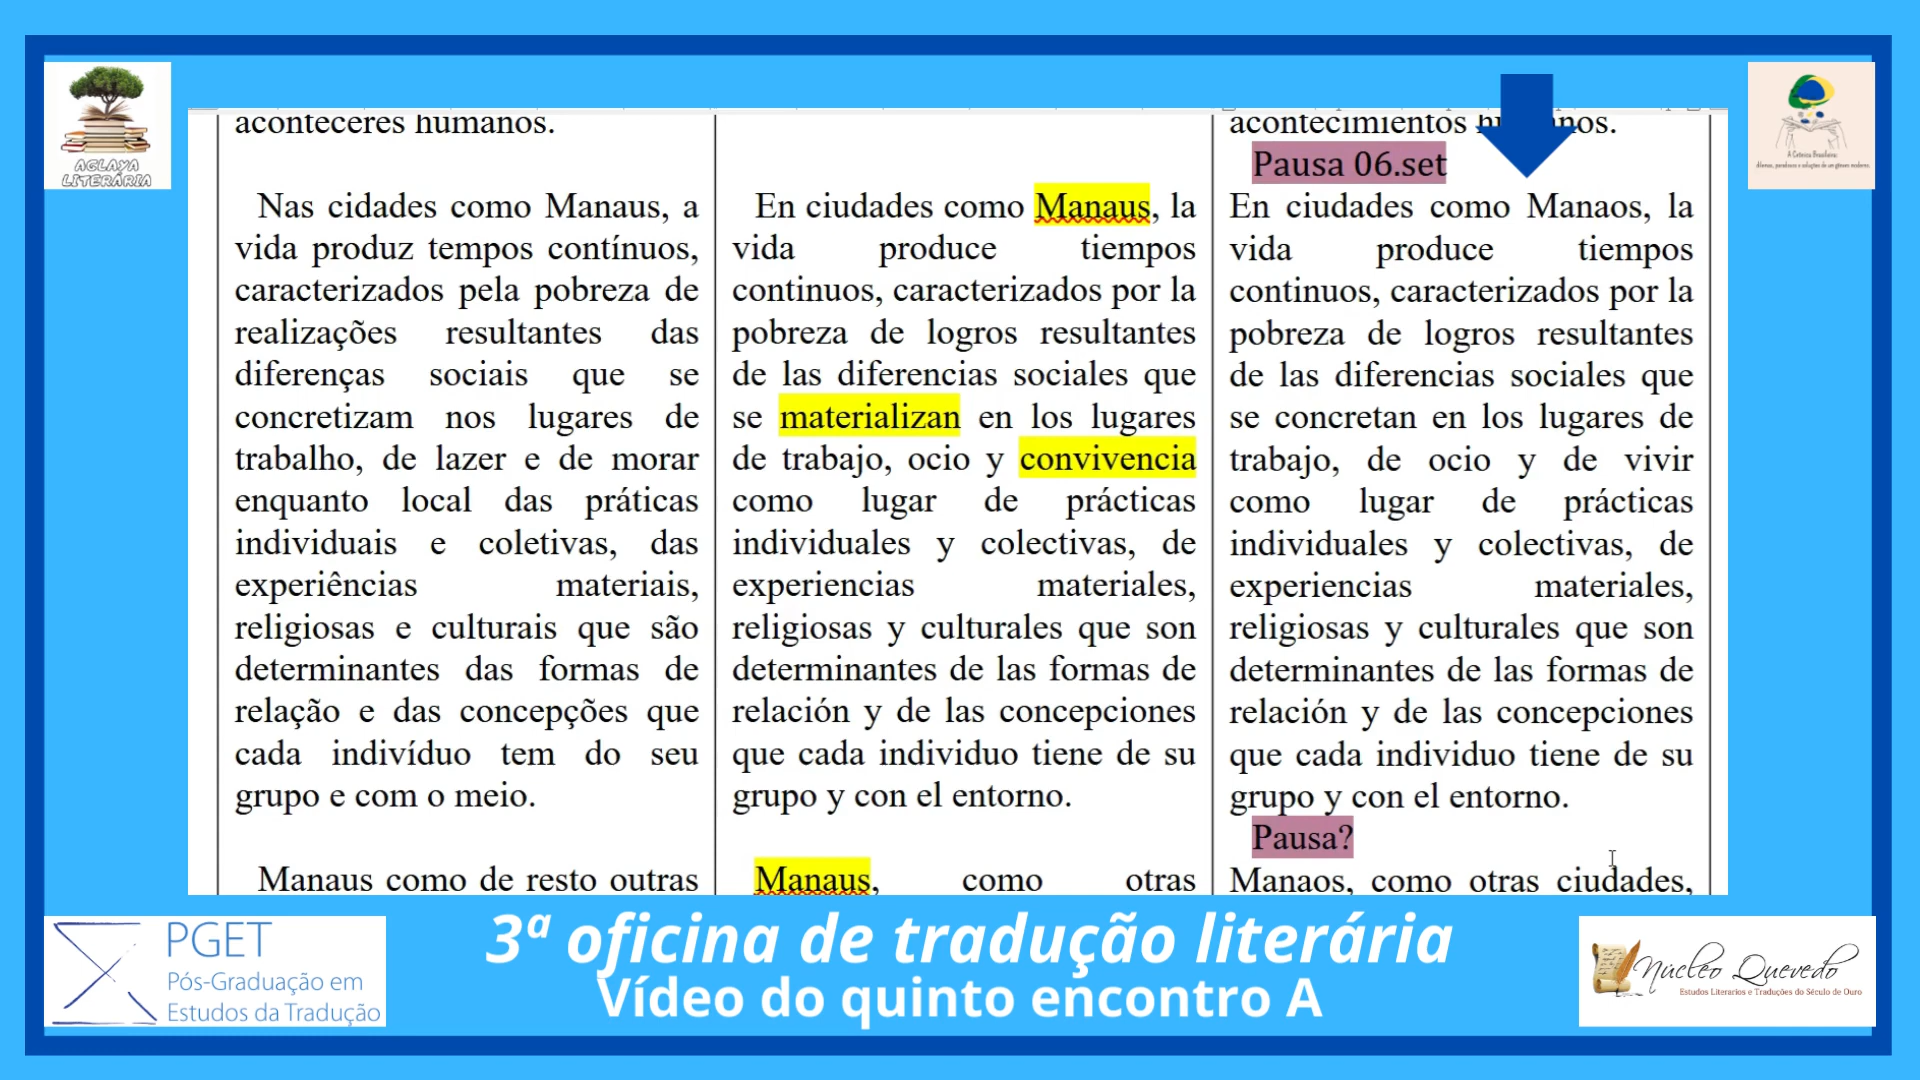 AGLAYA
LITERÁRIA
aconteceres humanos.
Nas cidades como Manaus, a
vida produz tempos contínuos,
caracterizados pela pobreza de
realizações resultantes das
diferenças sociais que se
concretizam nos lugares de
trabalho, de lazer e de morar
enquanto local das práticas
individuais e coletivas, das
experiências materiais,
religiosas e culturais que são
determinantes das formas de
relação e das concepções que
cada indivíduo tem do seu
grupo e com o meio.
Manaus como de resto outras
En ciudades como Manaus, la
vida produce tiempos
continuos, caracterizados por la
pobreza de logros resultantes
de las diferencias sociales que
se materializan en los lugares
de trabajo, ocio y convivencia
como lugar de prácticas
individuales y colectivas, de
experiencias materiales,
religiosas y culturales que son
determinantes de las formas de
relación y de las concepciones
que cada individuo tiene de su
grupo y con el entorno.
Manaus, como otras
acontecimientos humanos.
Pausa 06.set
En ciudades como Manaos, la
vida produce tiempos
continuos, caracterizados por la
pobreza de logros resultantes
de las diferencias sociales que
se concretan en los lugares de
trabajo, de ocio y de vivir
como lugar de prácticas
individuales y colectivas, de
experiencias materiales,
religiosas y culturales que son
determinantes de las formas de
relación y de las concepciones
que cada individuo tiene de su
grupo y con el entorno.
Pausa?
Manaos, como otras ciudades,
PGET
Pós-Graduação em
Estudos da Tradução
3ª oficina de tradução literária
Vídeo do quinto encontro A
Núcleo Quevedo
Estudos Literarios e Traduções do Século de Ouro